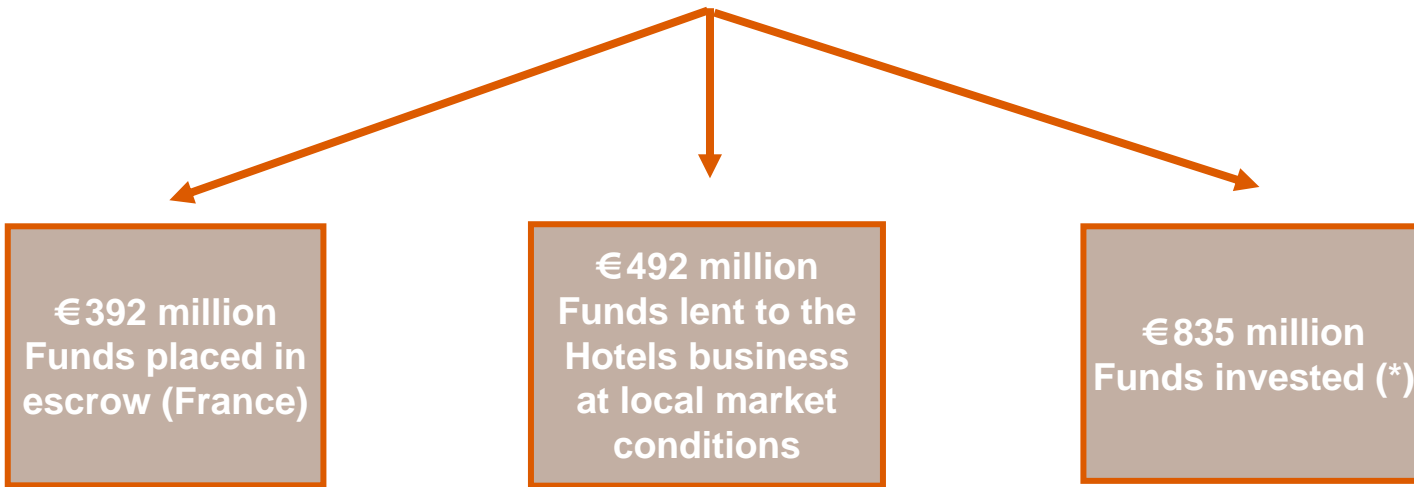 €392 million
Funds placed in
escrow (France)
€492 million
Funds lent to the
Hotels business
at local market
conditions
€835 million
Funds invested (*)